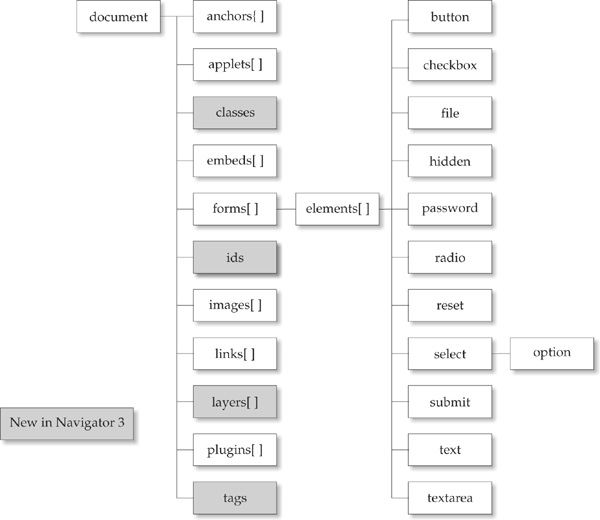 document
anchors{ ]
applets[ ]
classes
embeds[ ]
forms[ ]
ids
images[ ]
links[ ]
layers[ ]
plugins[ ]
tags
elements[ ]
button
checkbox
file
hidden
password
radio
reset
select
submit
text
textarea
option
New in Navigator 3